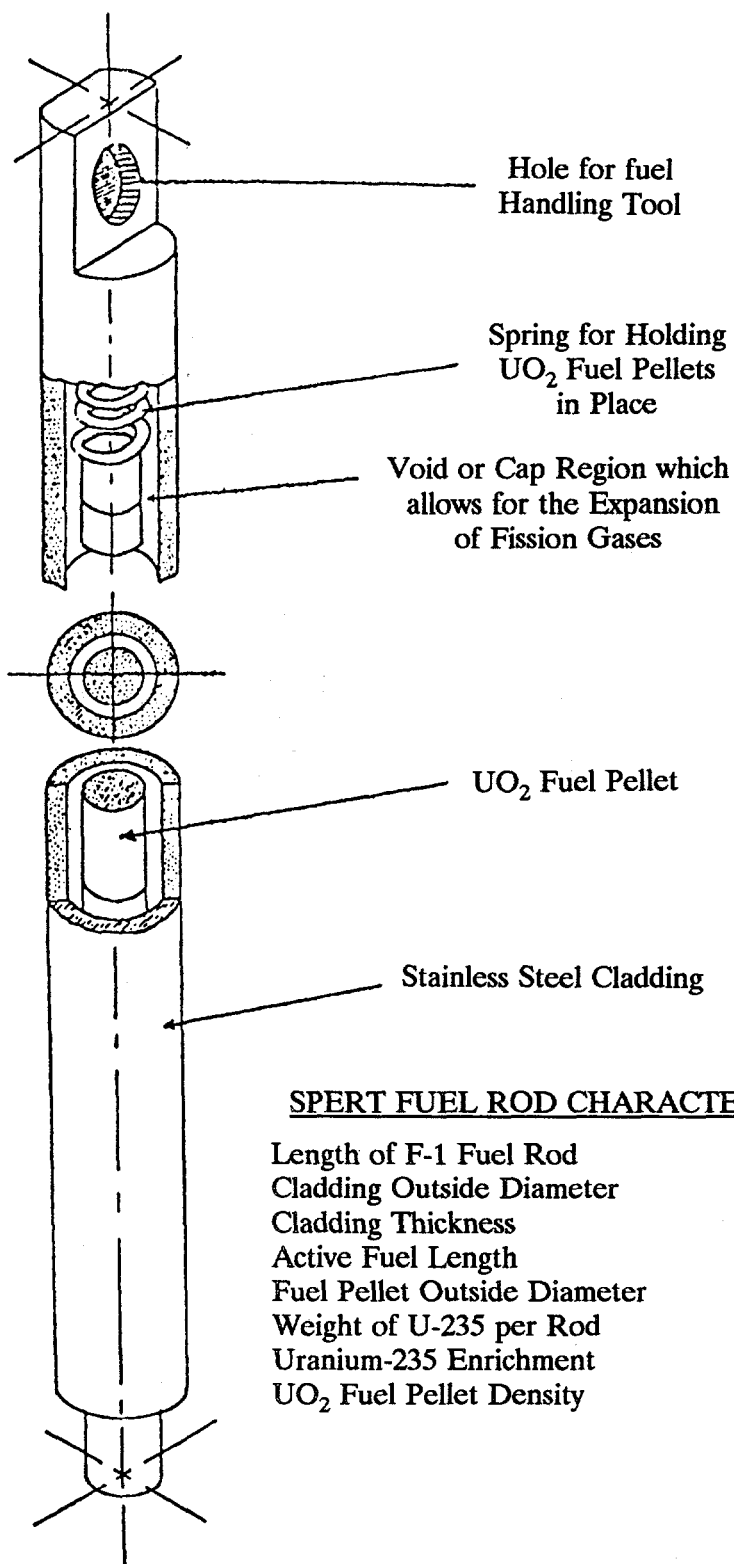 Hole for fuel
Handling Tool
Spring for Holding
UO₂ Fuel Pellets
in Place
Void or Cap Region which
allows for the Expansion
of Fission Gases
UO₂ Fuel Pellet
Stainless Steel Cladding
SPERT FUEL ROD CHARACTE
Length of F-1 Fuel Rod
Cladding Outside Diameter
Cladding Thickness
Active Fuel Length
Fuel Pellet Outside Diameter
Weight of U-235 per Rod
Uranium-235 Enrichment
UO₂ Fuel Pellet Density